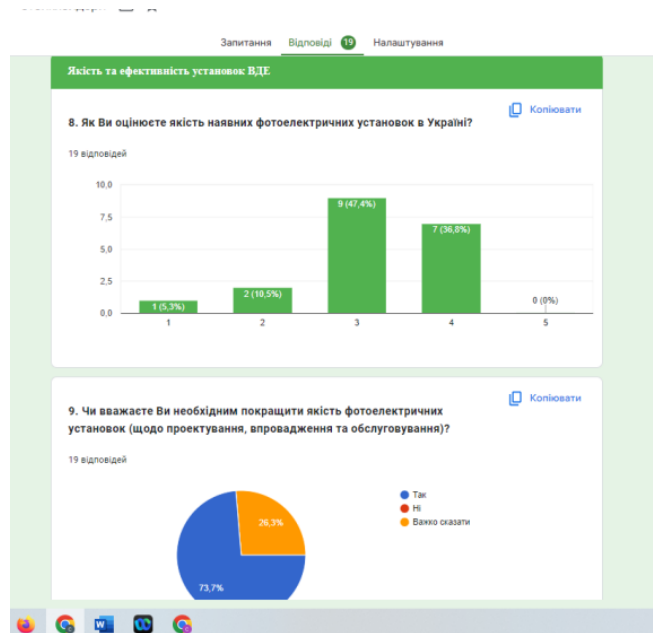 Запитання Відповіді 19 Налаштування
Якість та ефективність установок ВДЕ
Копіювати
8. Як Ви оцінюєте якість наявних фотоелектричних установок в Україні?
19 відповідей
10,0
7,5
5,0
2,5
0,0
1 (5,3%)
2 (10,5%)
9 (47,4%)
7 (36,8%)
0 (0%)
1 2 3 4 5
Копіювати
9. Чи вважаєте Ви необхідним покращити якість фотоелектричних
установок (щодо проектування, впровадження та обслуговування)?
19 відповідей
Так
Ні
Важко сказати
26,3%
73,7%